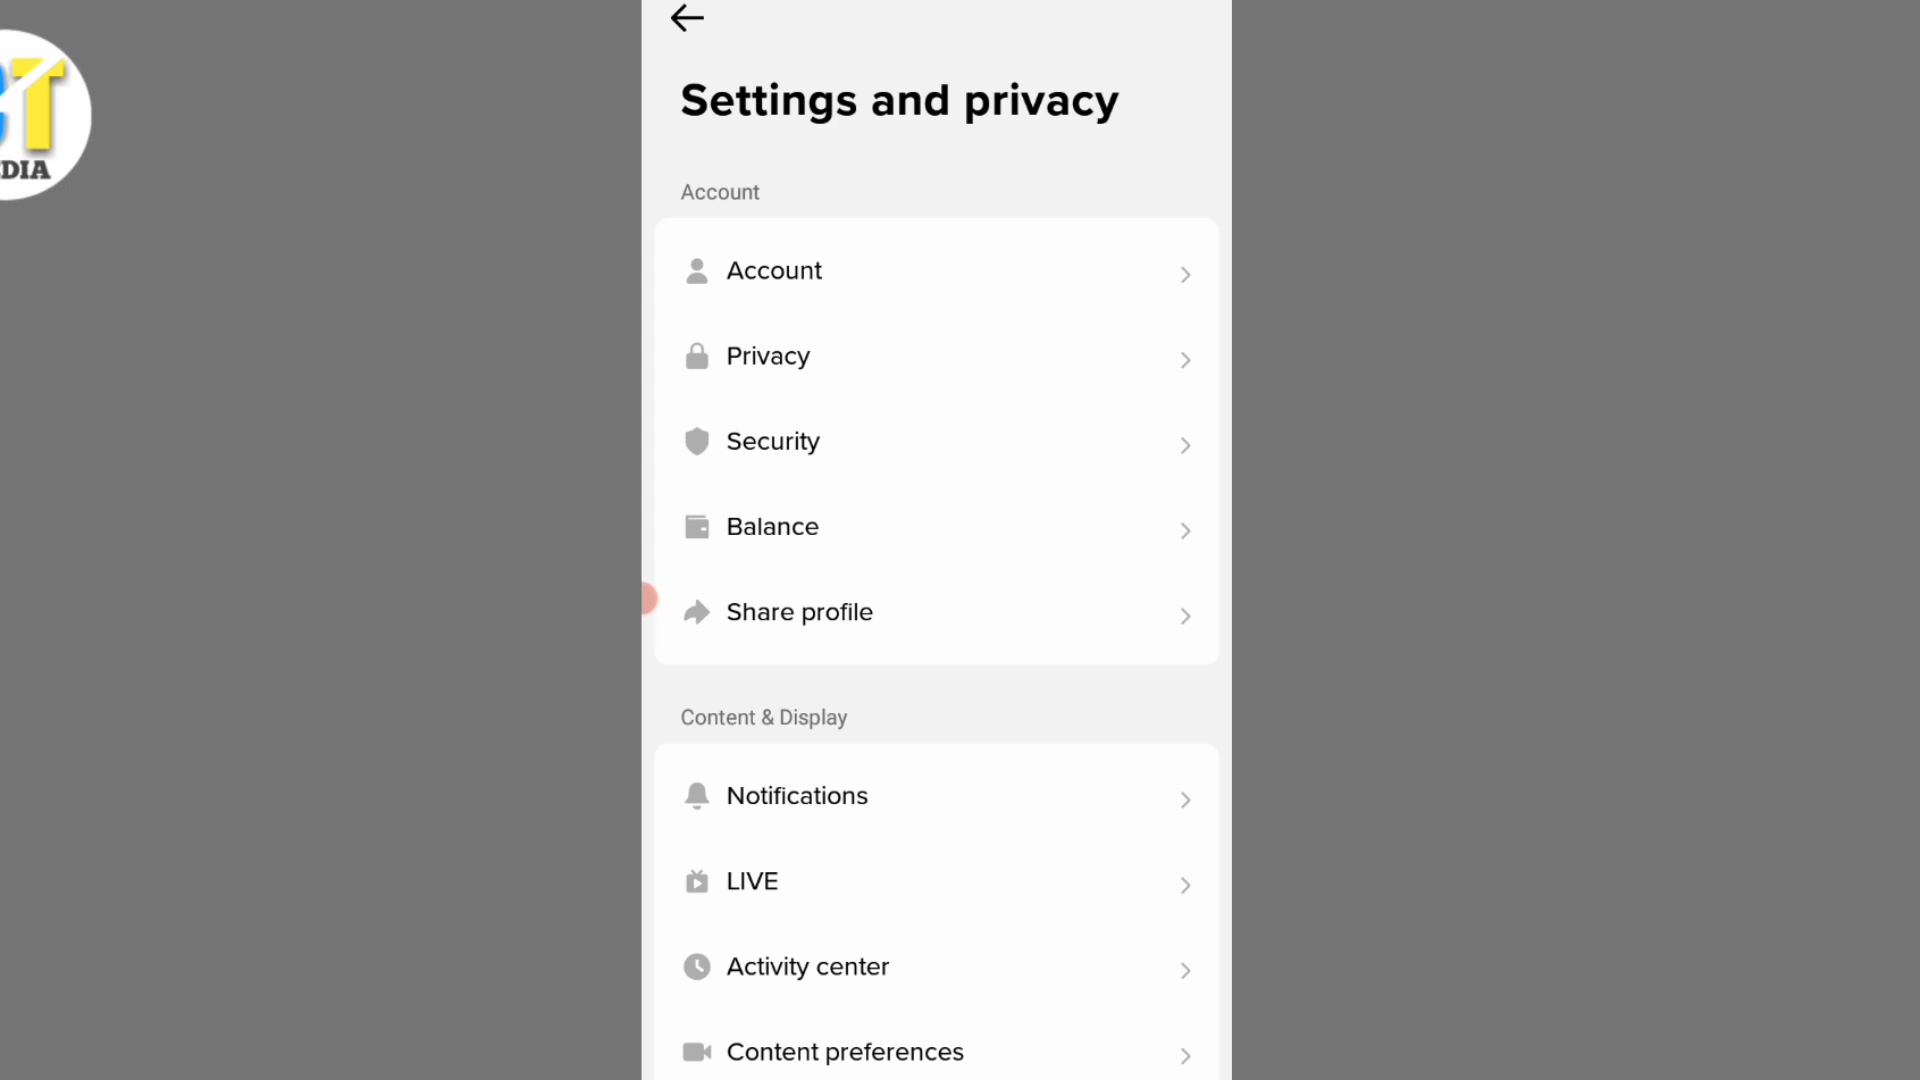 Settings and privacy
Account
Account
Privacy
Security
Balance
Share profile
Content & Display
Notifications
LIVE
Activity center
Content preferences